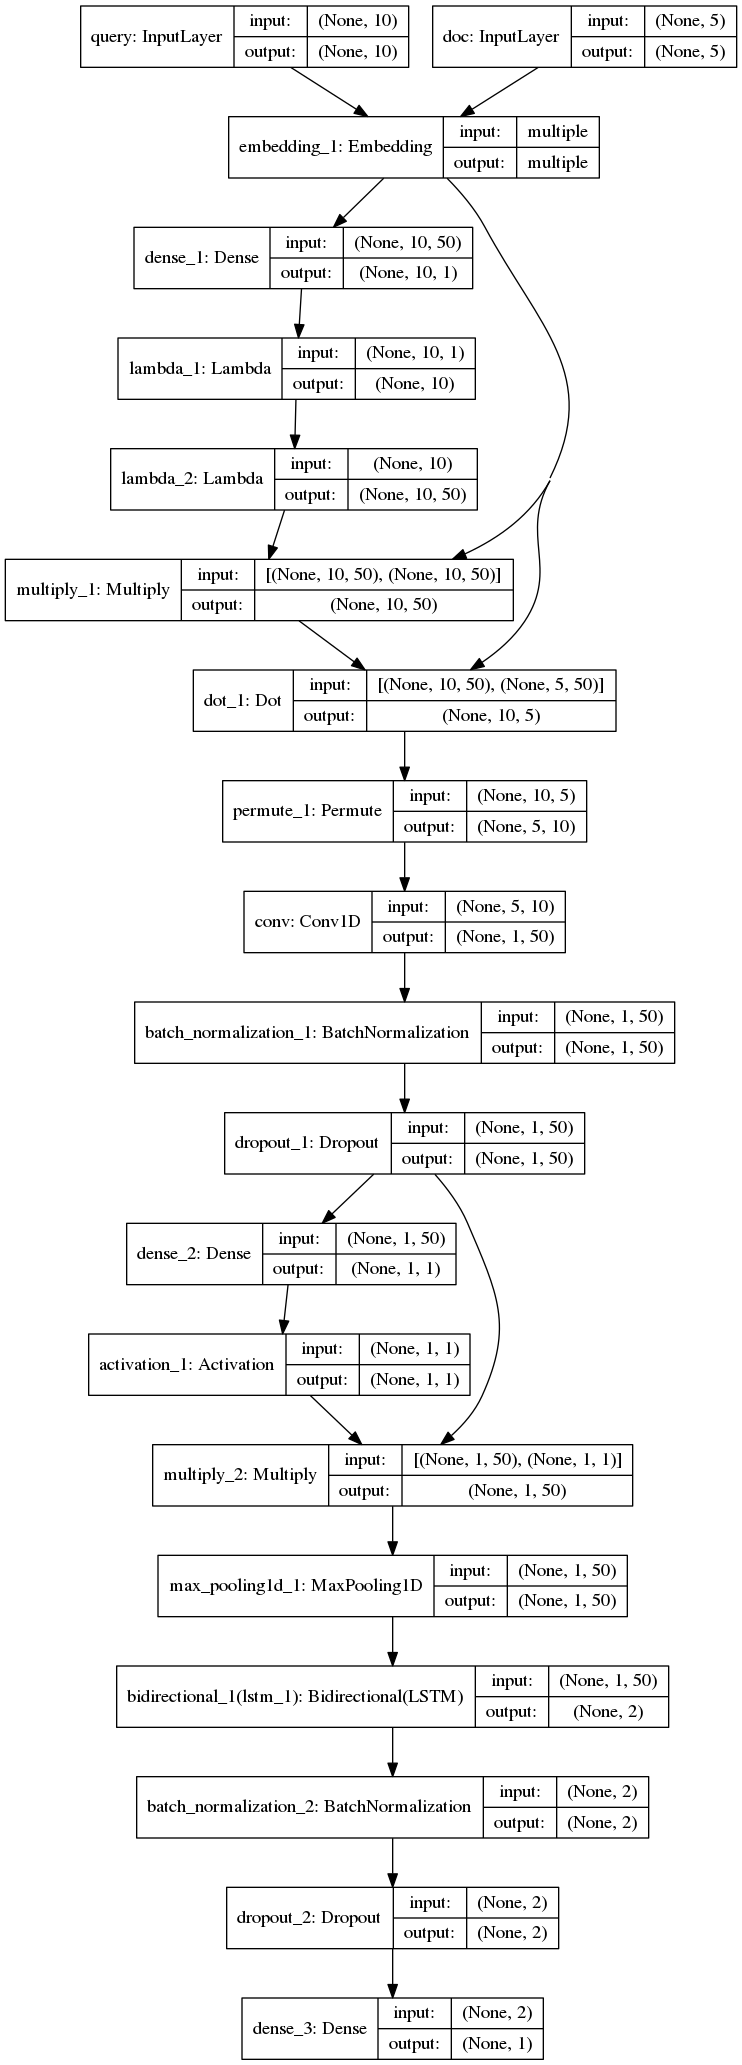 query: InputLayer input: (None, 10)
output: (None, 10)
doc: InputLayer input: (None, 5)
output: (None, 5)
embedding_1: Embedding input: multiple
output: multiple
dense_1: Dense input: (None, 10, 50)
output: (None, 10, 1)
lambda_1: Lambda input: (None, 10, 1)
output: (None, 10)
lambda_2: Lambda input: (None, 10)
output: (None, 10, 50)
multiply_1: Multiply input: [(None, 10, 50), (None, 10, 50)]
output: (None, 10, 50)
dot_1: Dot input: [(None, 10, 50), (None, 5, 50)]
output: (None, 10, 5)
permute_1: Permute input: (None, 10, 5)
output: (None, 5, 10)
conv: Conv1D input: (None, 5, 10)
output: (None, 1, 50)
batch_normalization_1: BatchNormalization input: (None, 1, 50)
output: (None, 1, 50)
dropout_1: Dropout input: (None, 1, 50)
output: (None, 1, 50)
dense_2: Dense input: (None, 1, 50)
output: (None, 1, 1)
activation_1: Activation input: (None, 1, 1)
output: (None, 1, 1)
multiply_2: Multiply input: [(None, 1, 50), (None, 1, 1)]
output: (None, 1, 50)
max_pooling1d_1: MaxPooling1D input: (None, 1, 50)
output: (None, 1, 50)
bidirectional_1(lstm_1): Bidirectional(LSTM) input: (None, 1, 50)
output: (None, 2)
batch_normalization_2: BatchNormalization input: (None, 2)
output: (None, 2)
dropout_2: Dropout input: (None, 2)
output: (None, 2)
dense_3: Dense input: (None, 2)
output: (None, 1)